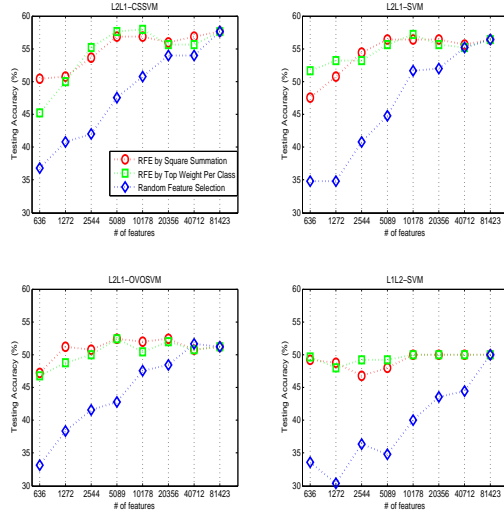 L2L1−CSSVM
Testing Accuracy (%)
60
55
50
45
40
35
30
RFE by Square Summation
RFE by Top Weight Per Class
Random Feature Selection
636 1272 2544 5089 10178 20356 40712 81423
# of features
L2L1−SVM
Testing Accuracy (%)
60
55
50
45
40
35
30
636 1272 2544 5089 10178 20356 40712 81423
# of features
L2L1−OVOSVM
Testing Accuracy (%)
60
55
50
45
40
35
30
636 1272 2544 5089 10178 20356 40712 81423
# of features
L1L2−SVM
Testing Accuracy (%)
60
55
50
45
40
35
30
636 1272 2544 5089 10178 20356 40712 81423
# of features